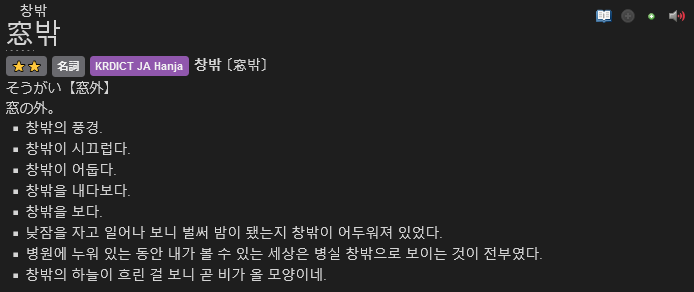 창밖
窓밖
★★ 名詞 KRDICT JA Hanja 창밖〔窓밖〕
そうがい【窓外】
窓の外。
▪ 창밖의 풍경.
▪ 창밖이 시끄럽다.
▪ 창밖이 어둡다.
▪ 창밖을 내다보다.
▪ 창밖을 보다.
▪ 낮잠을 자고 일어나 보니 벌써 밤이 됐는지 창밖이 어두워져 있었다.
▪ 병원에 누워 있는 동안 내가 볼 수 있는 세상은 병실 창밖으로 보이는 것이 전부였다.
▪ 창밖의 하늘이 흐린 걸 보니 곧 비가 올 모양이네.